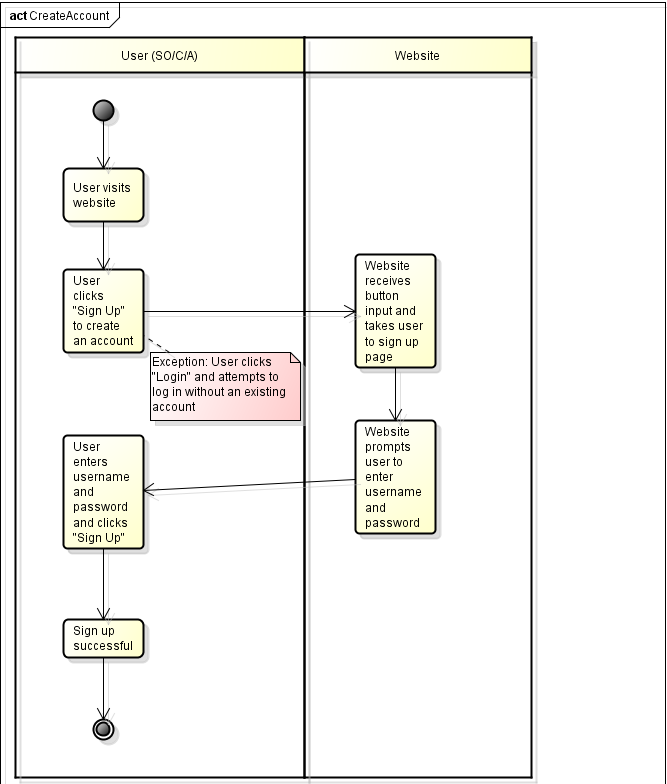 act CreateAccount
User (SO/C/A)
Website
User visits
website
User
clicks
"Sign Up"
to create
an account
Website
receives
button
input and
takes user
to sign up
page
Exception: User clicks
"Login" and attempts to
log in without an existing
account
Website
prompts
user to
enter
username
and
password
User
enters
username
and
password
and clicks
"Sign Up"
Sign up
successful